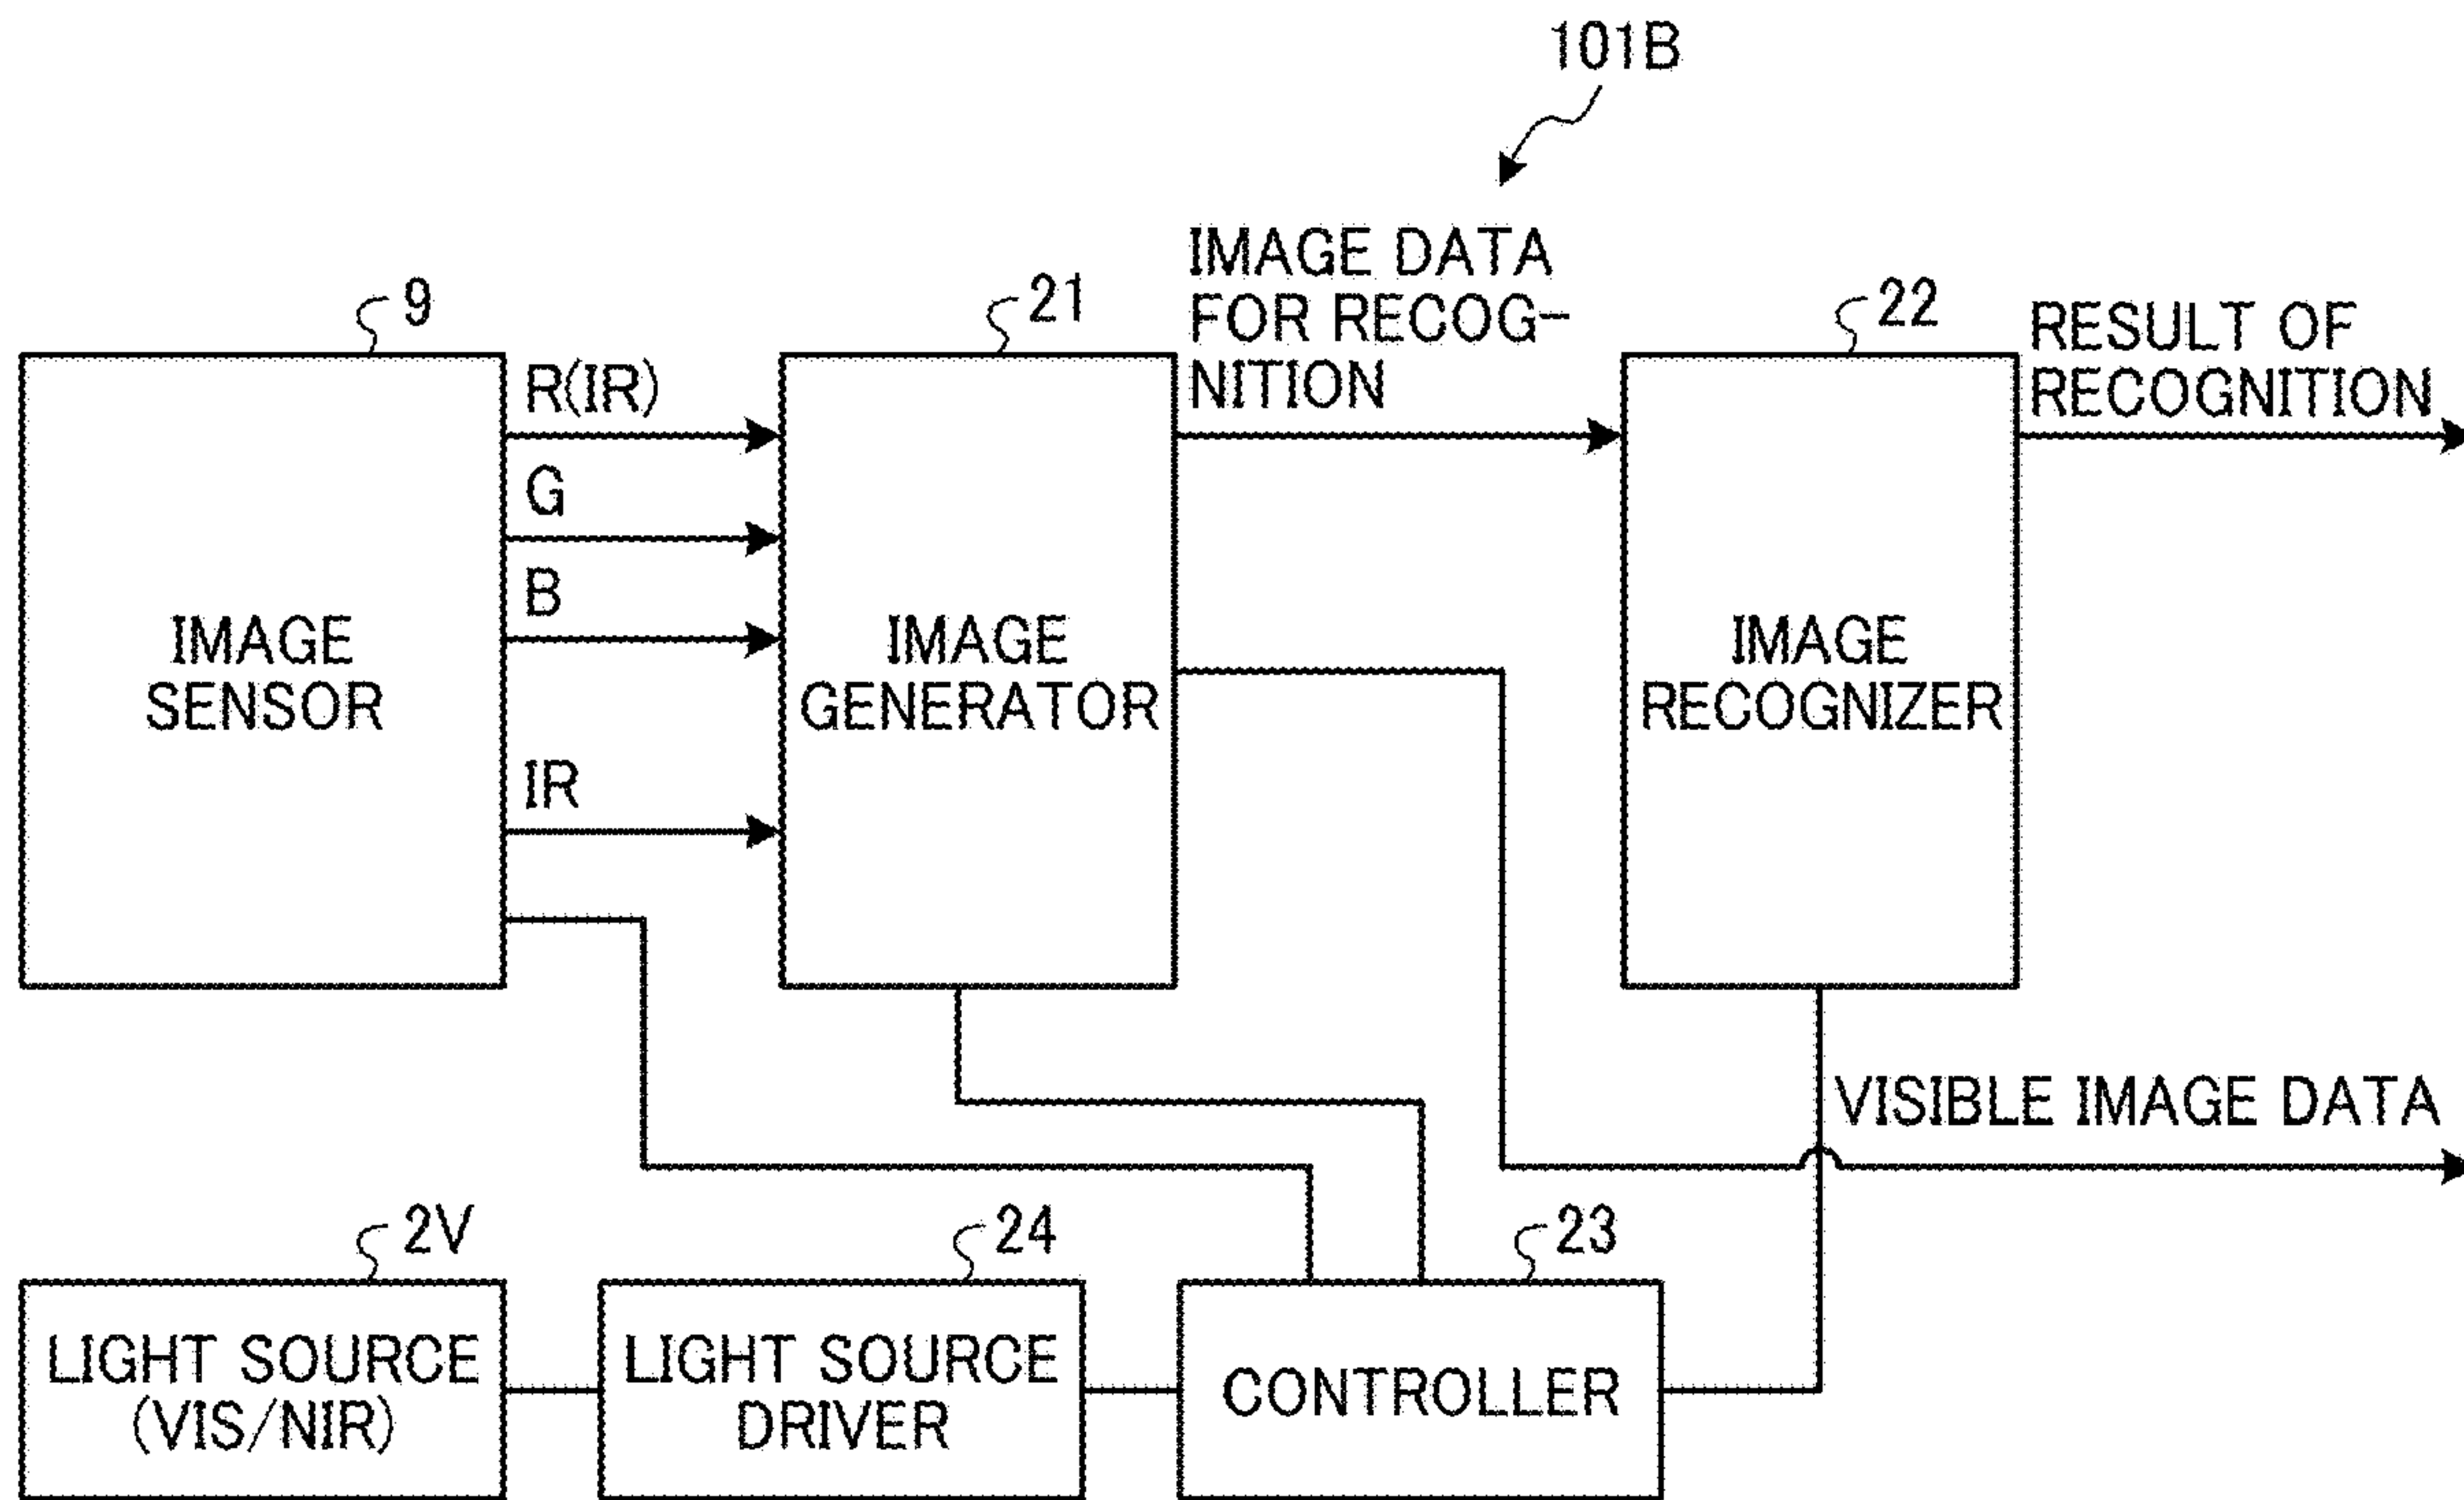 101B
IMAGE DATA
FOR RECOG-
NITION
9
21
22
RESULT OF
RECOGNITION
R(IR)
G
B
IR
IMAGE
SENSOR
IMAGE
GENERATOR
IMAGE
RECOGNIZER
VISIBLE IMAGE DATA
2V
24
23
LIGHT SOURCE
(VIS/NIR)
LIGHT SOURCE
DRIVER
CONTROLLER